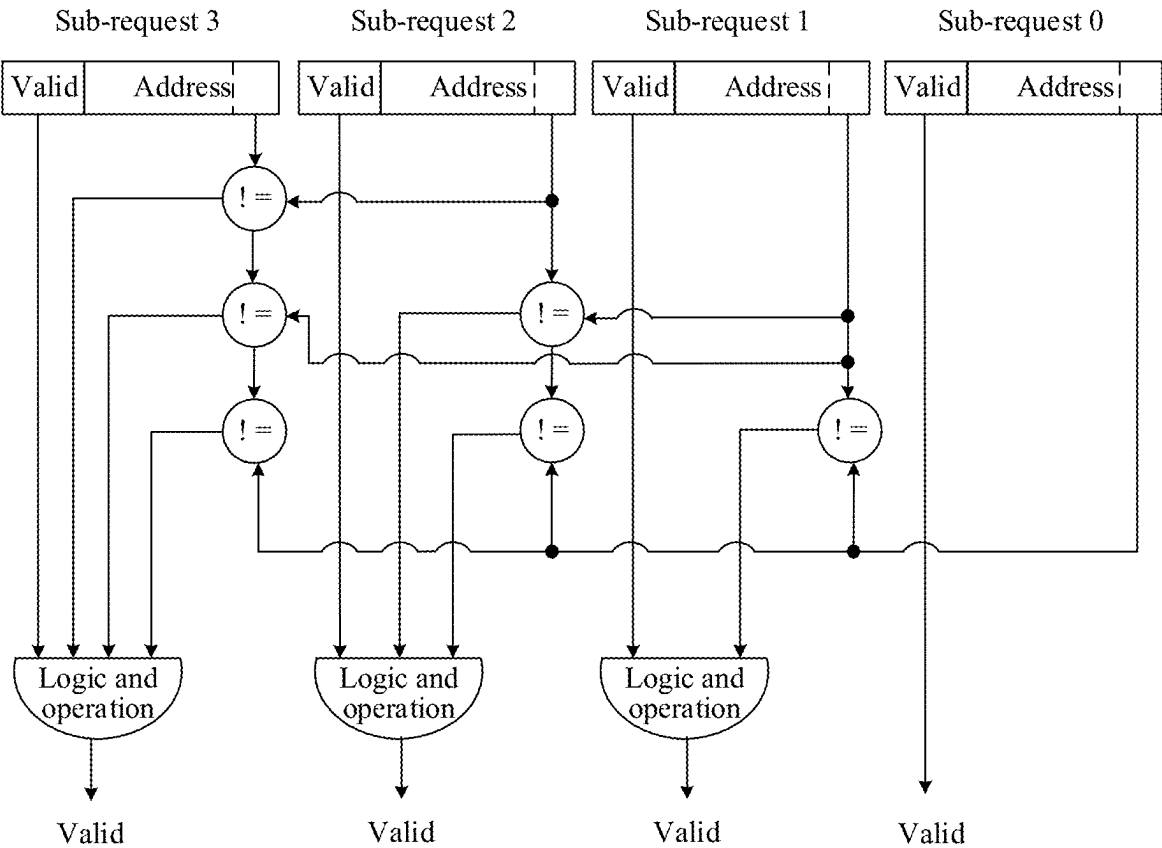 Sub-request 3 Sub-request 2 Sub-request 1 Sub-request 0
Valid Address Valid Address Valid Address Valid Address
! =
! = ! =
! = ! = ! =
Logic and operation
Logic and operation
Logic and operation
Valid Valid Valid Valid